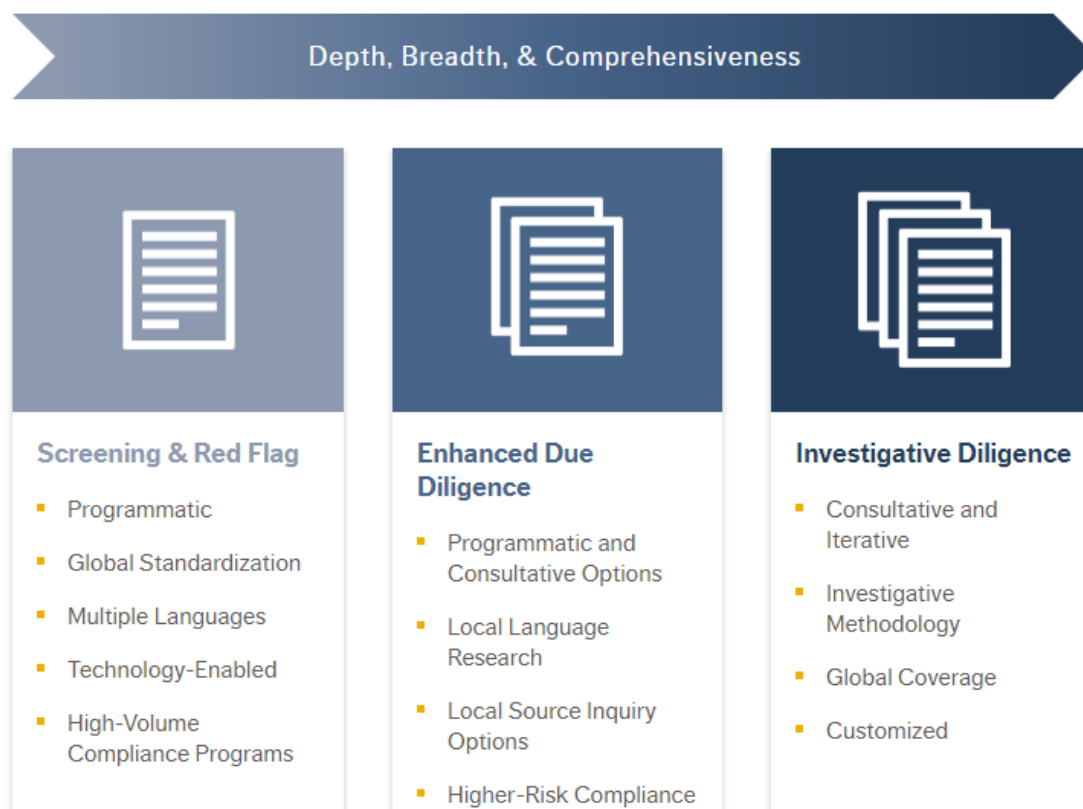 Depth, Breadth, & Comprehensiveness
Screening & Red Flag
Programmatic
Global Standardization
Multiple Languages
Technology-Enabled
High-Volume
Compliance Programs
Enhanced Due
Diligence
Programmatic and
Consultative Options
Local Language
Research
Local Source Inquiry
Options
Higher-Risk Compliance
Investigative Diligence
Consultative and
Iterative
Investigative
Methodology
Global Coverage
Customized